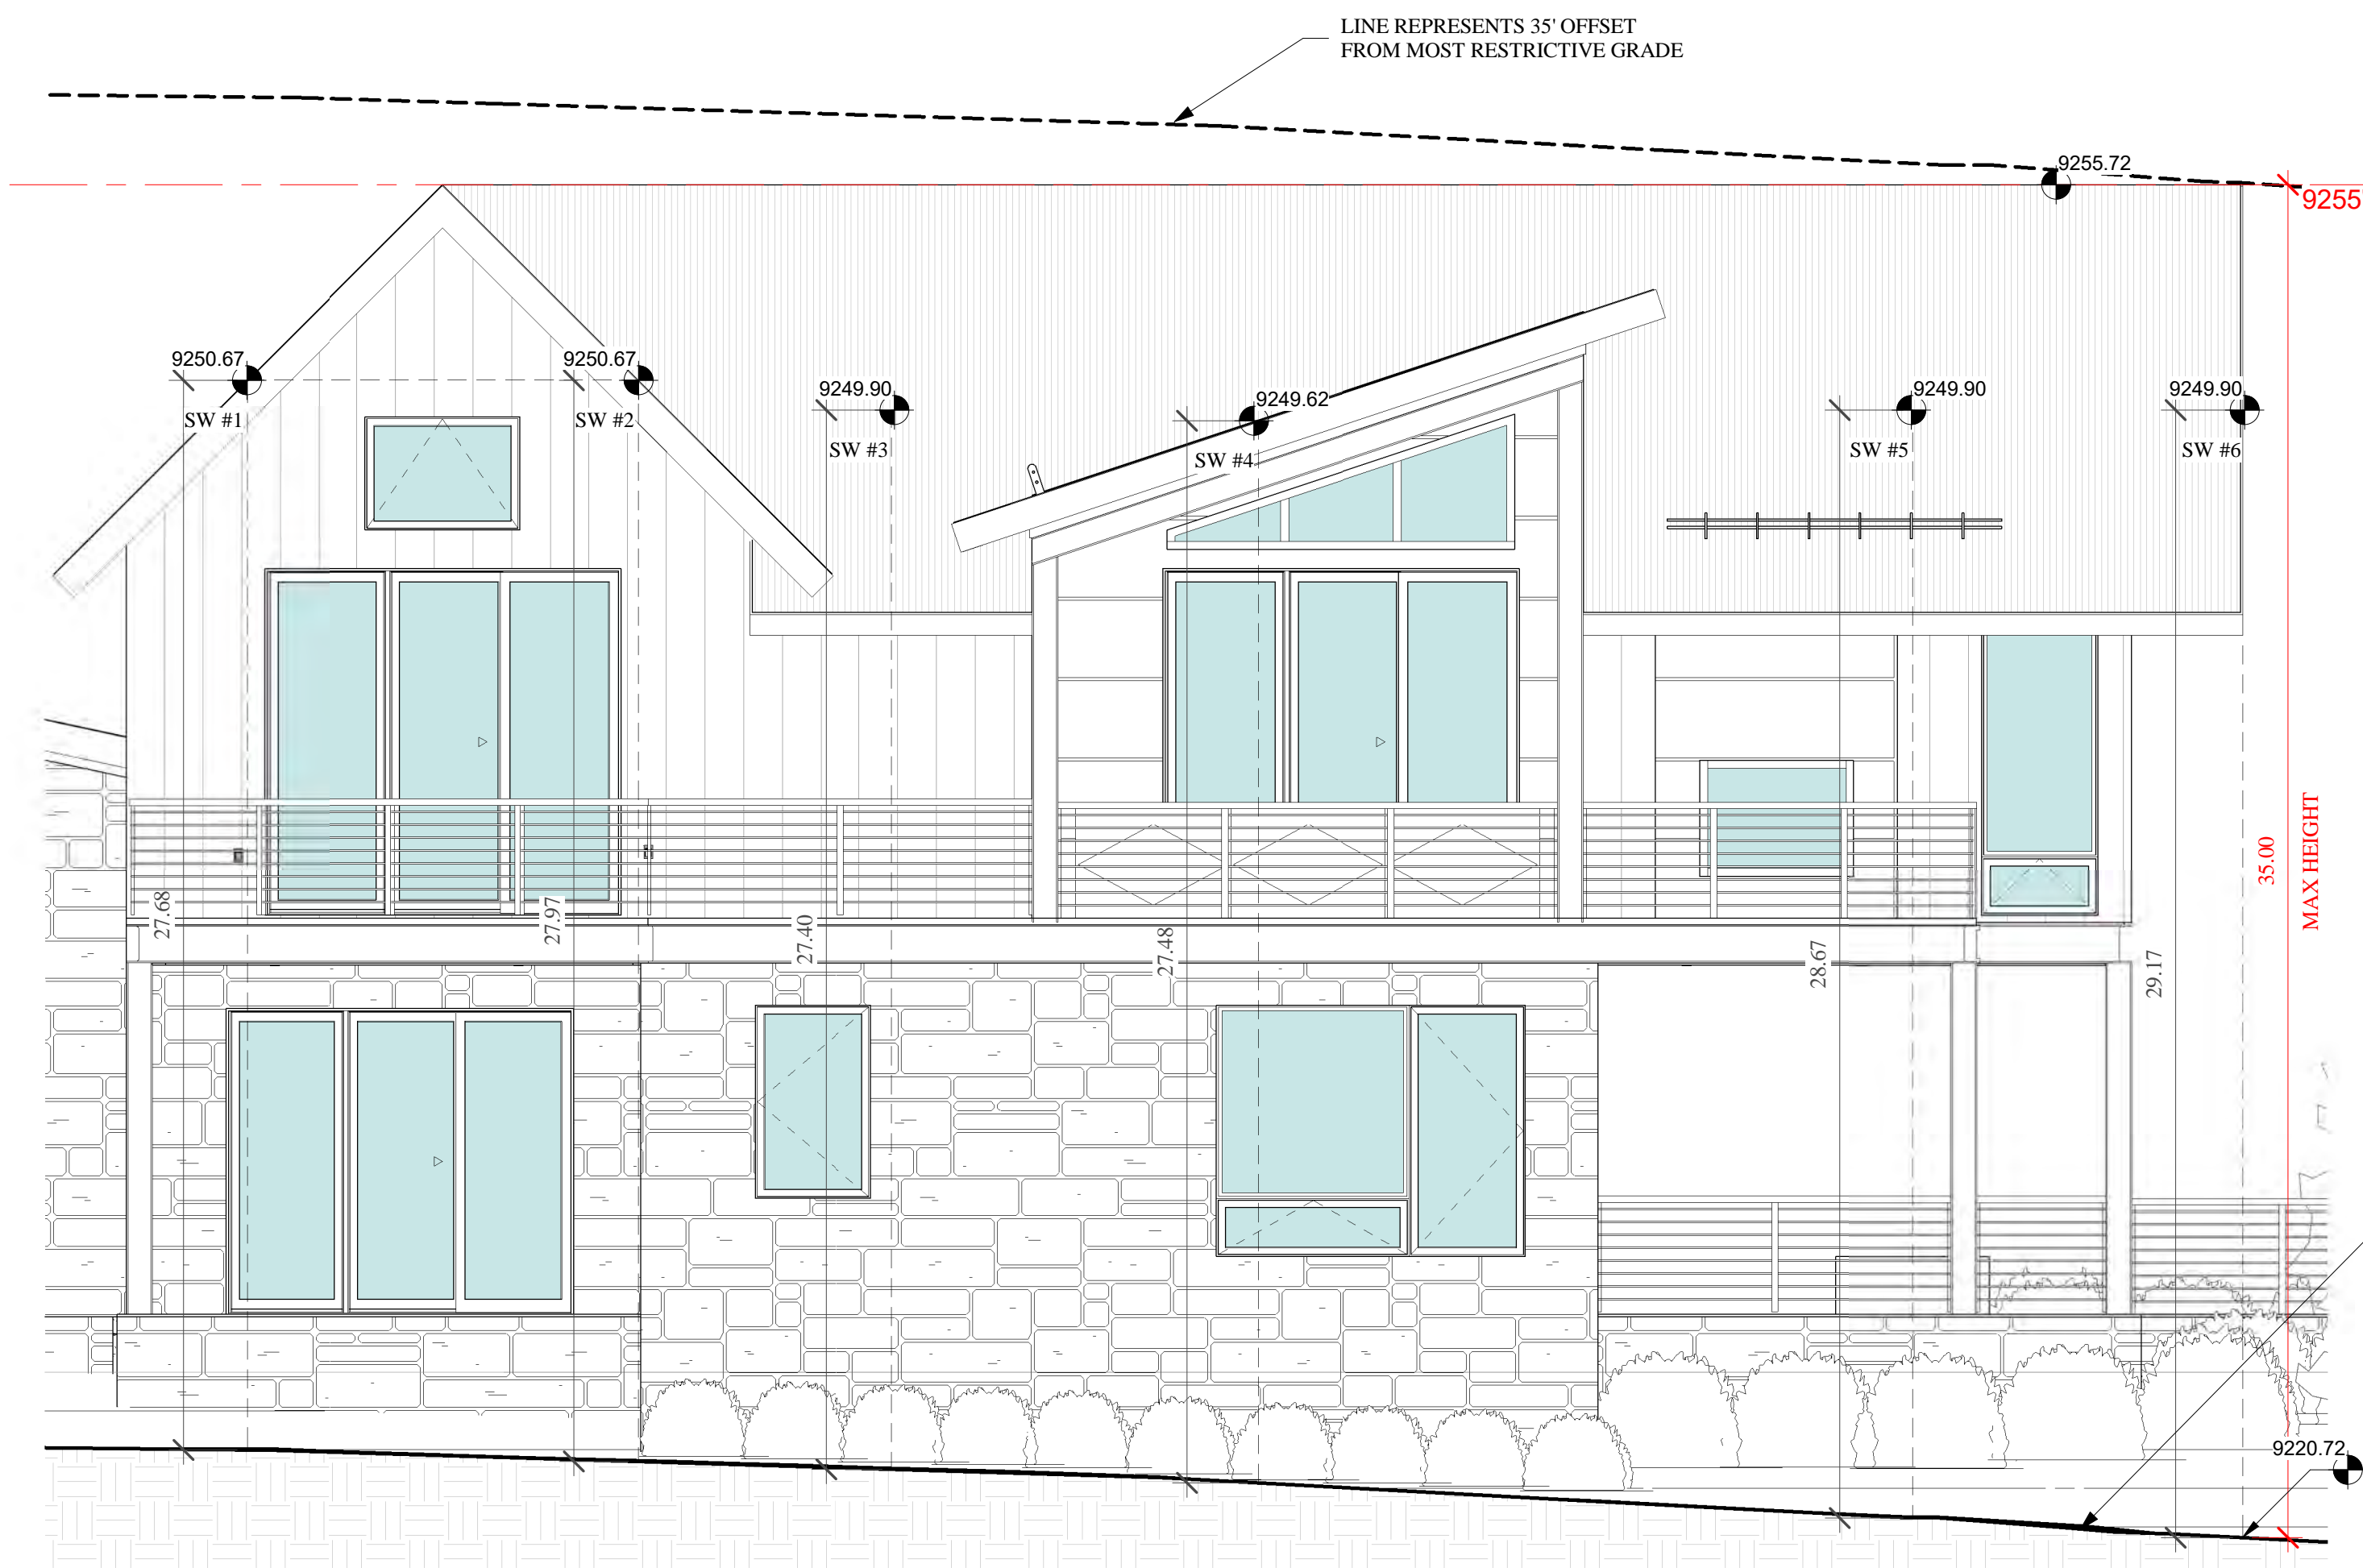 LINE REPRESENTS 35' OFFSET
FROM MOST RESTRICTIVE GRADE
9255.72
9255
9250.67
SW #1
9250.67
SW #2
9249.90
SW #3
9249.62
SW #4
9249.90
SW #5
9249.90
SW #6
27.68
27.97
27.40
27.48
28.67
29.17
35.00
MAX HEIGHT
9220.72